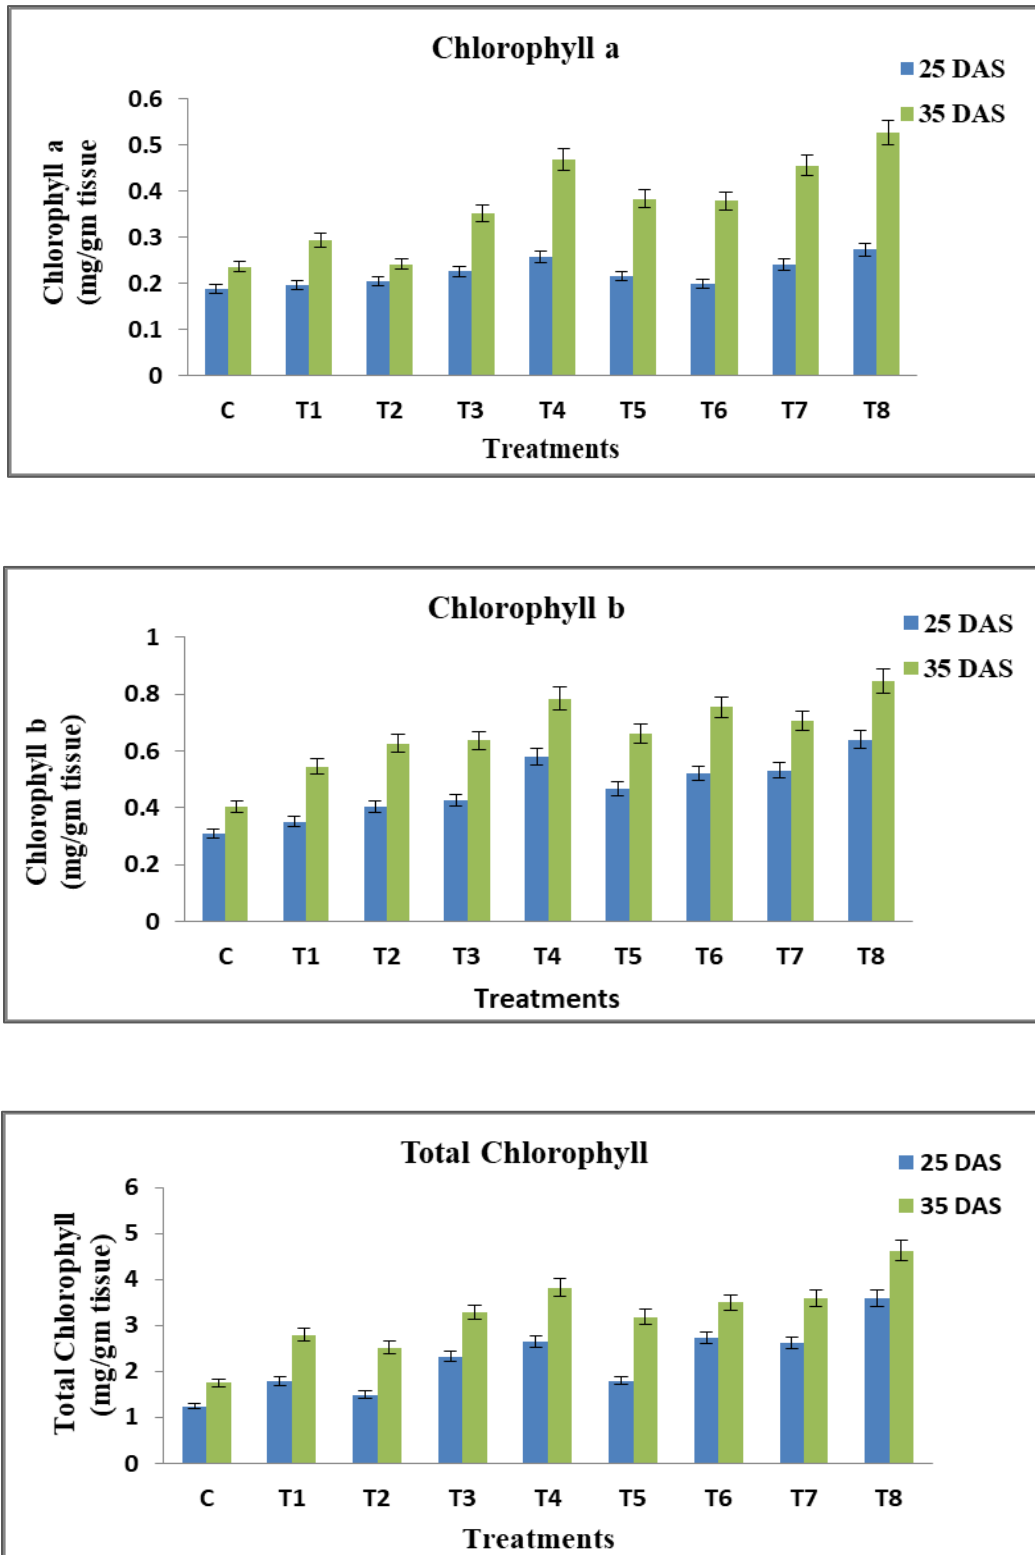 Chlorophyll a
25 DAS
35 DAS
Chlorophyll a
(mg/gm tissue
0.6
0.5
0.4
0.3
0.2
0.1
0
C T1 T2 T3 T4 T5 T6 T7 T8
Treatments
Chlorophyll b
25 DAS
35 DAS
Chlorophyll b
(mg/gm tissue)
1
0.8
0.6
0.4
0.2
0
C T1 T2 T3 T4 T5 T6 T7 T8
Treatments
Total Chlorophyll
25 DAS
35 DAS
Total Chlorophyll
(mg/gm tissue)
6
5
4
3
2
1
0
C T1 T2 T3 T4 T5 T6 T7 T8
Treatments